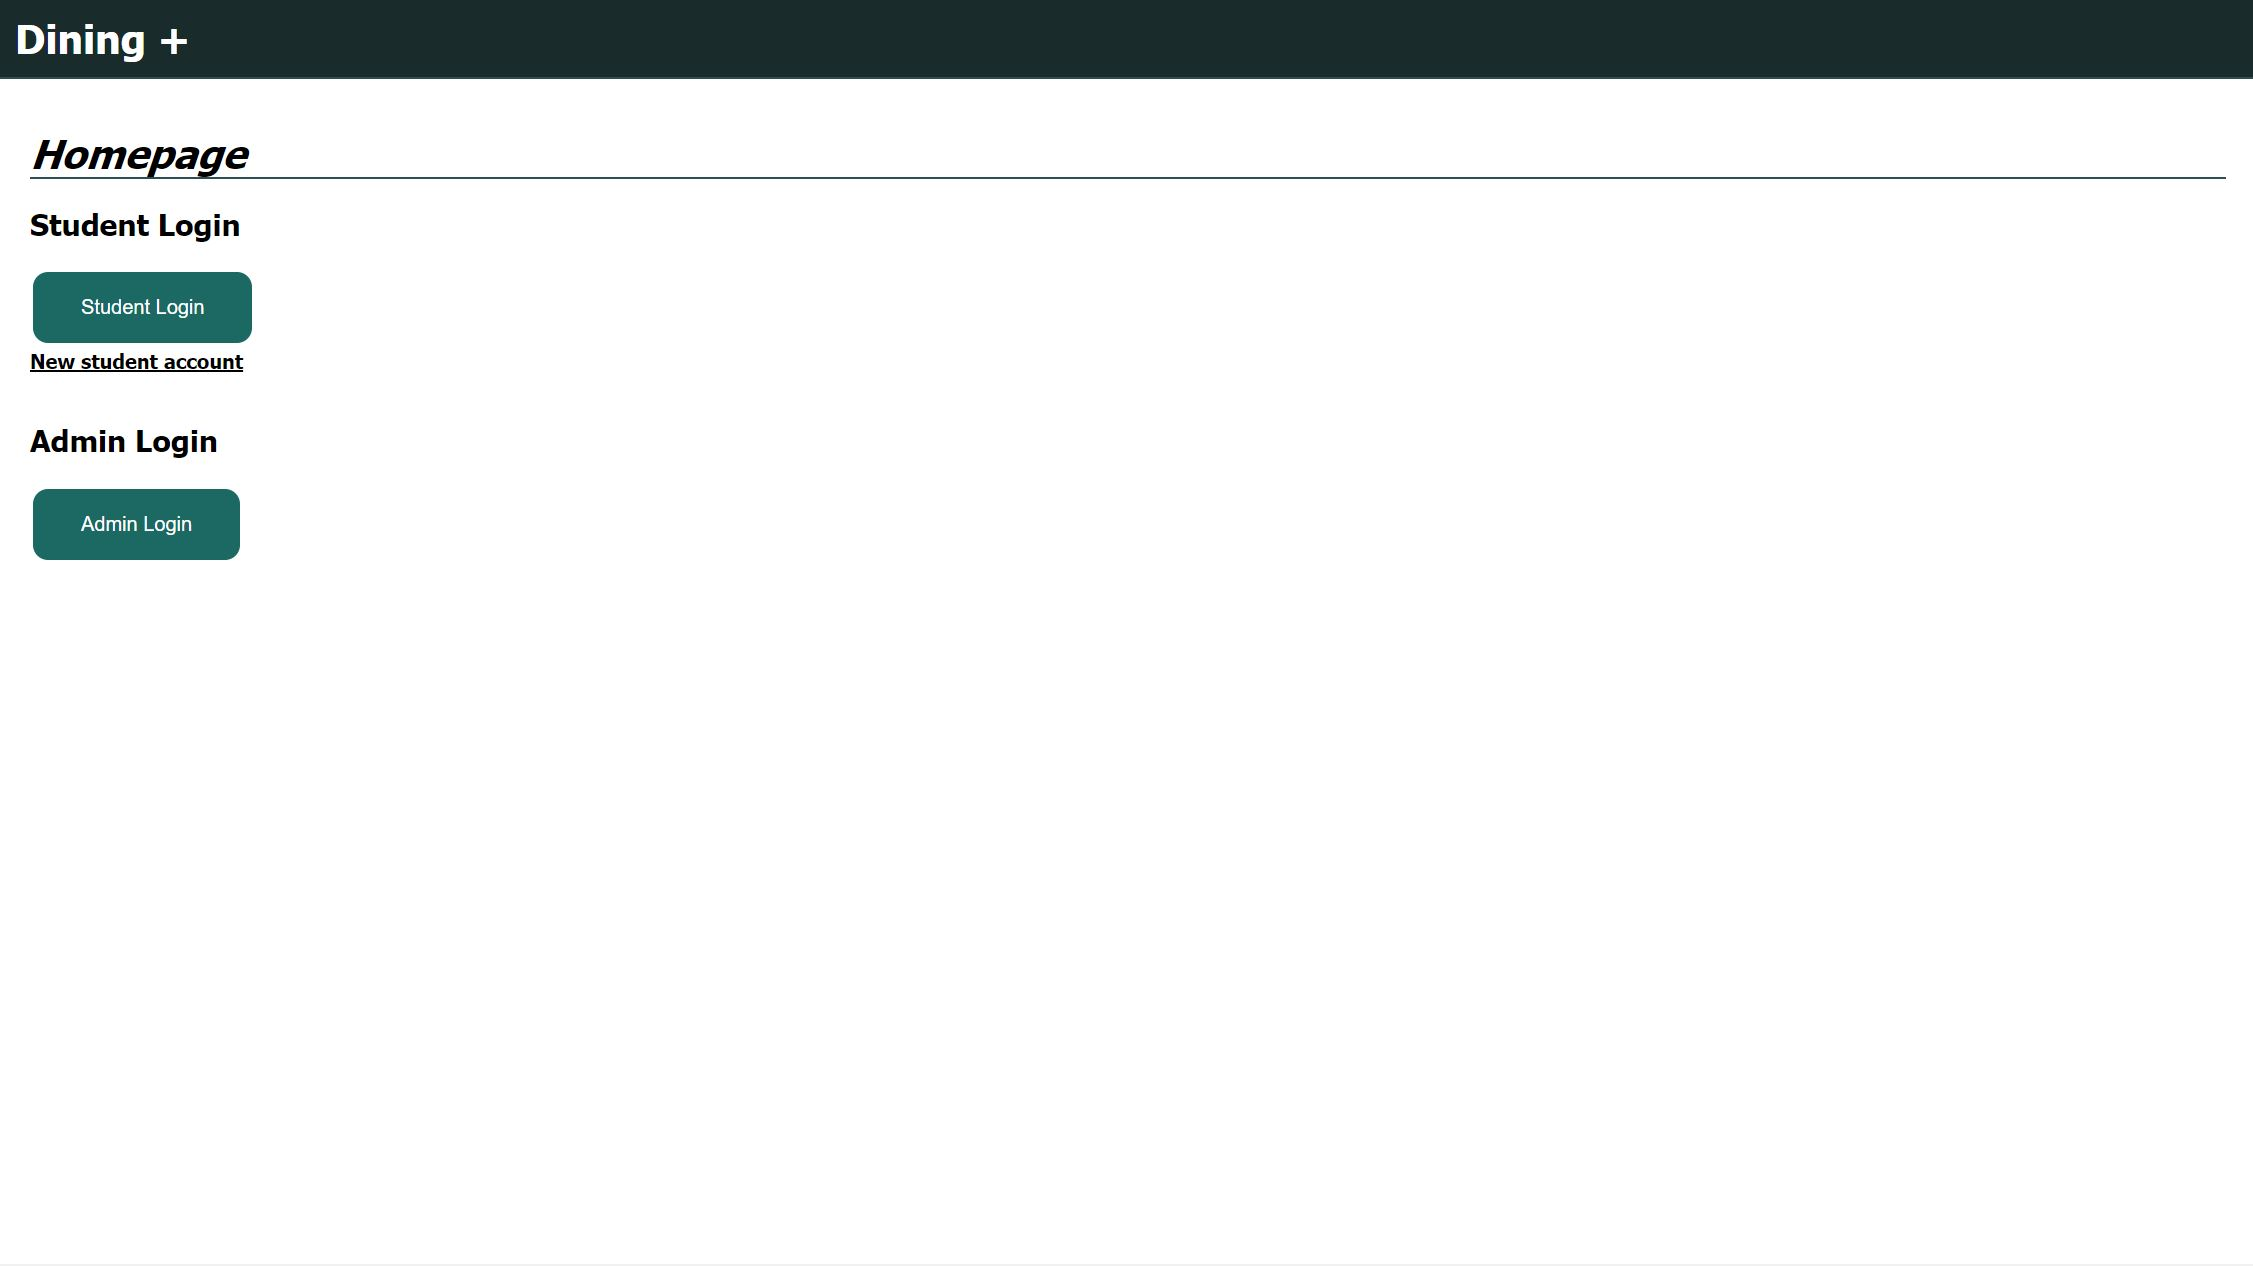 Dining +
Homepage
Student Login
Student Login
New student account
Admin Login
Admin Login